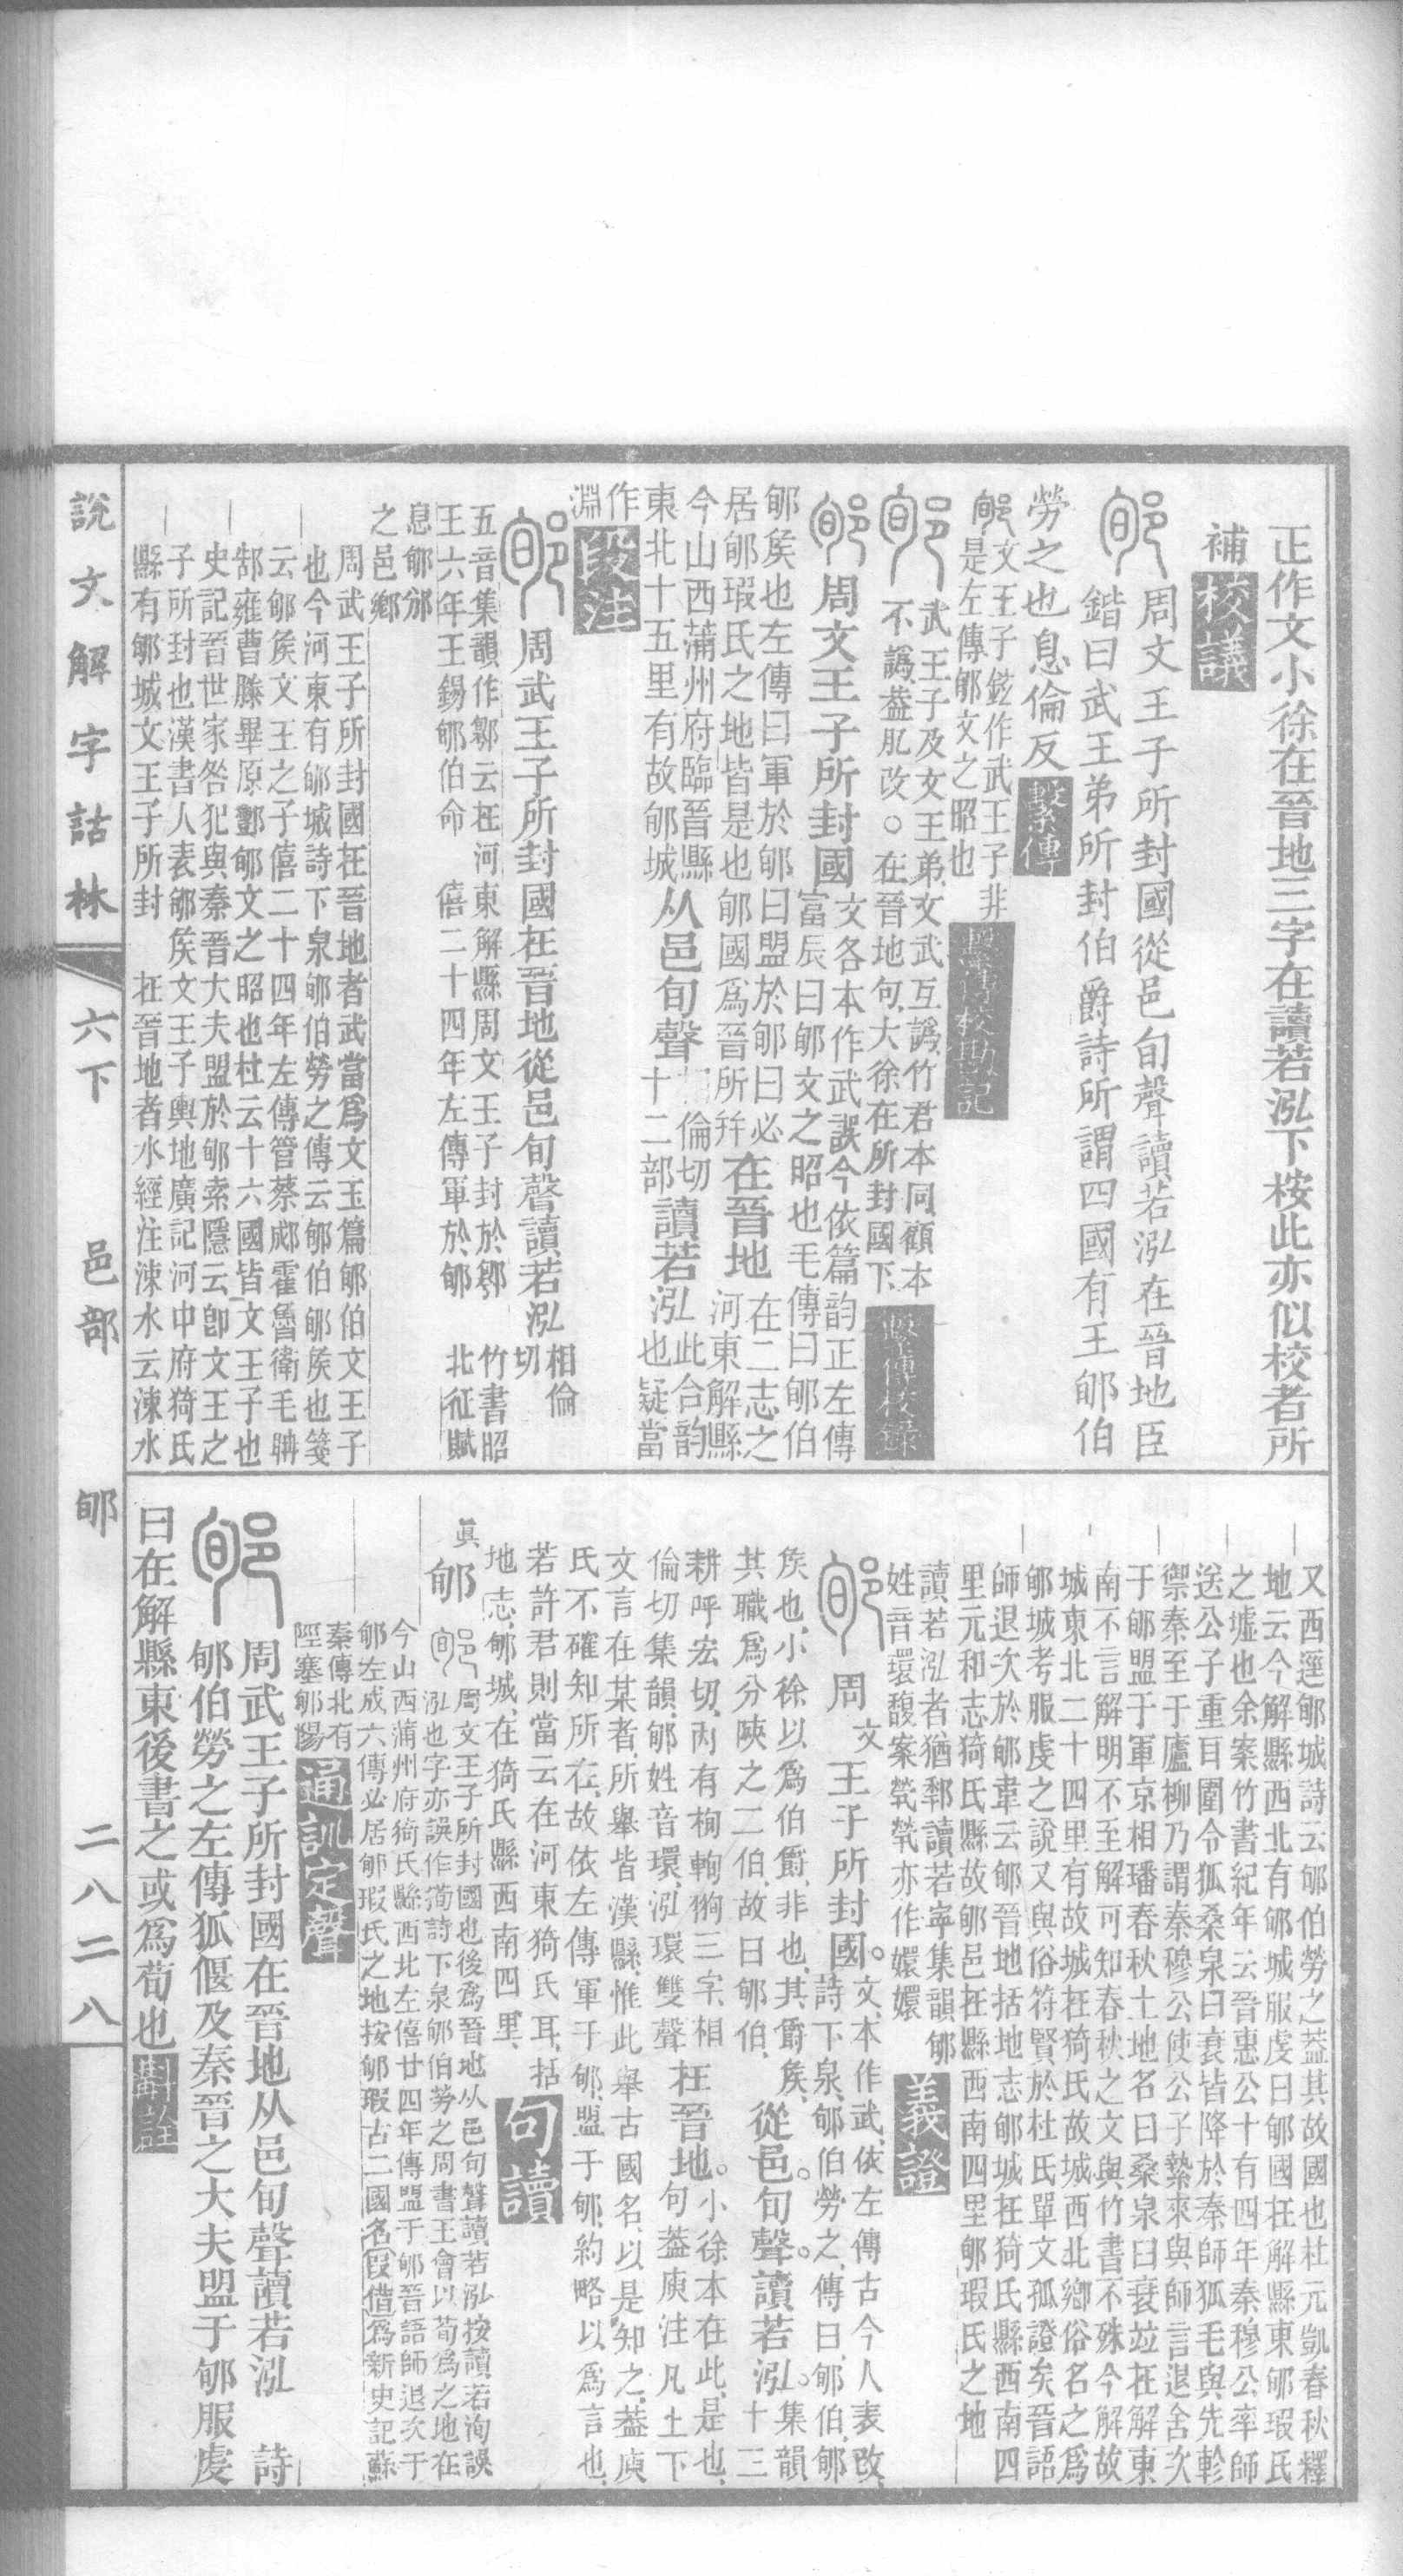 正作文小徐在晉地三字在讀若泓下桉此亦似校者所
補校議
周文王子所封國從邑旬聲讀若泓在晉地臣
鍇曰武王弟所封伯爵詩所謂四國有王郇伯
勞之也息倫反繫傳
文王子鉉作武王子非
是左傳郇文之昭也
繫傳校勘記
武王子及文王弟文武互譌竹君本同顧本
不譌葢肊改○在晉地句大徐在所封國下
繫傳校錄
周文王子所封國
文各本作武誤今依篇韵正左傳
富辰曰郇文之昭也毛傳曰郇伯
郇矦也左傳曰軍於郇曰盟於郇曰必
居郇瑕氏之地皆是也郇國爲晉所幷
在晉地
在二志之
河東解縣
今山西蒲州府臨晉縣
東北十五里有故郇城
从邑旬聲
倫切
十二部
讀若泓
此合韵
也疑當
作
淵段注
周武王子所封國在晉地從邑旬聲讀若泓相倫
切
五音集韻作鄩云在河東解縣周文王子封於郇
竹書昭
王六年王錫郇伯命
僖二十四年左傳軍於郇
北征賦
息郇邠
之邑鄉
周武王子所封國在晉地者武當爲文玉篇郇伯文王子
也今河東有郇城詩下泉郇伯勞之傳云郇伯郇矦也箋
云郇矦文王之子僖二十四年左傳管蔡郕霍魯衛毛聃
郜雍曹滕畢原酆郇文之昭也杜云十六國皆文王子也
史記晉世家咎犯與秦晉大夫盟於郇索隱云卽文王之
子所封也漢書人表郇矦文王子輿地廣記河中府猗氏
縣有郇城文王子所封
在晉地者水經注涑水云涑水
又西逕郇城詩云郇伯勞之葢其故國也杜元凱春秋釋
地云今解縣西北有郇城服虔曰郇國在解縣東郇瑕氏
之墟也余案竹書紀年云晉惠公十有四年秦穆公率師
送公子重耳圍令狐桑泉臼衰皆降於秦師狐毛與先軫
禦秦至于廬柳乃謂秦穆公使公子縶來與師言退舍次
于郇盟于軍京相璠春秋土地名曰桑泉臼衰竝在解東
南不言解明不至解可知春秋之文與竹書不殊今解故
城東北二十四里有故城在猗氏故城西北鄉俗名之爲
郇城考服虔之說又與俗符賢於杜氏單文孤證矣晉語
師退次於郇韋云郇晉地括地志郇城在猗氏縣西南四
里元和志猗氏縣故郇邑在縣西南四里郇瑕氏之地
讀若泓者猶鄄讀若寧集韻郇
姓音環馥案煢煢亦作嬛嬛
義證
周文王子所封國。
文本作武依左傳古今人表改
詩下泉郇伯勞之傳曰郇伯郇
矦也小徐以爲伯爵非也其爵矦
其職爲分陝之二伯故曰郇伯
從邑。旬聲。讀若泓。
集韻
十三
耕呼宏切丙有栒輷䝮三字相
倫切集韻郇姓音環泓環雙聲
在晉地。
小徐本在此是也
句葢庾注凡土下
文言在某者所舉皆漢縣惟此舉古國名以是知之葢庾
氏不確知所在故依左傳軍于郇盟于郇約略以爲言也
若許君則當云在河東猗氏耳括
地志郇城在猗氏縣西南四里
句讀
眞
郇
周文王子所封國也後爲晉地从邑旬聲讀若泓按讀若洵誤
泓也字亦誤作荀詩下泉郇伯勞之周書王會以荀爲之地在
今山西蒲州府猗氏縣西北左僖廿四年傳盟于郇晉語師退次于
郇左成六傳必居郇瑕氏之地按郇瑕古二國名叚借爲新史記蘇
秦傳北有
陘塞郇陽
通訓定聲
周武王子所封國在晉地从邑旬聲讀若泓　詩
郇伯勞之左傳狐偃及秦晉之大夫盟于郇服虔
曰在解縣東後書之或爲荀也斠詮
說文解字詁林　六下　邑部　郇　二八二八